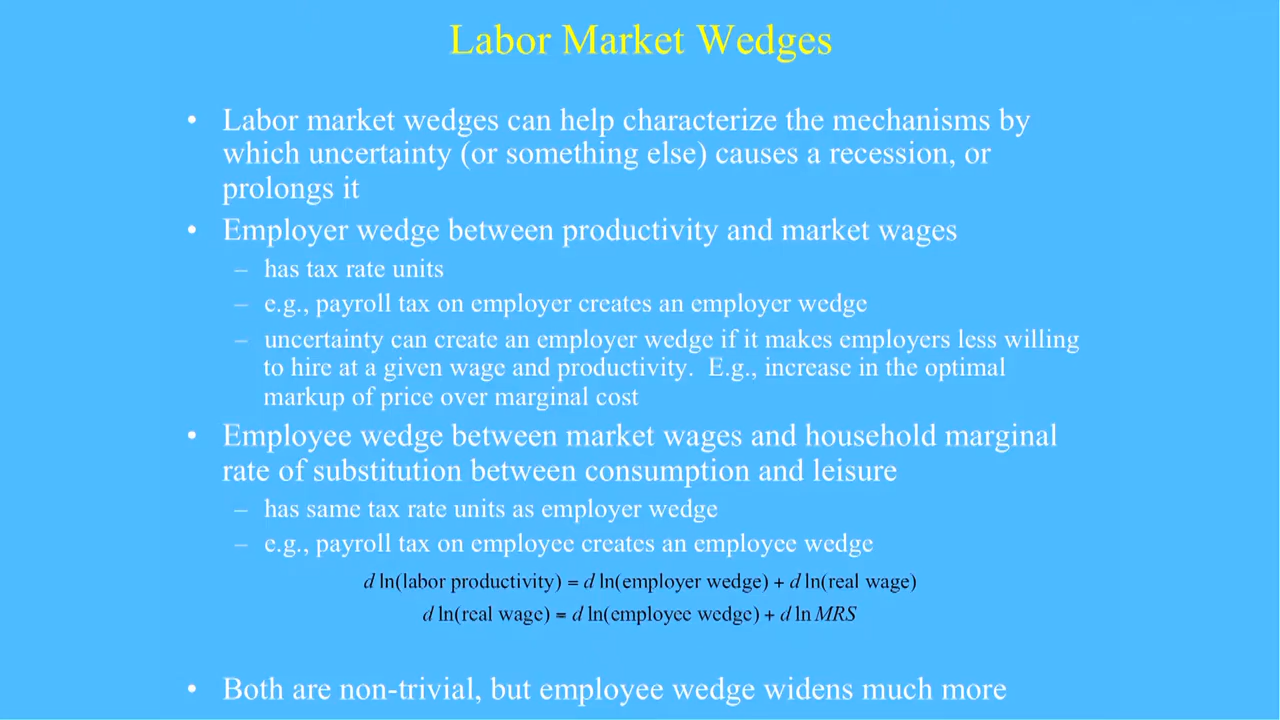 Labor Market Wedges
• Labor market wedges can help characterize the mechanisms by
which uncertainty (or something else) causes a recession, or
prolongs it
• Employer wedge between productivity and market wages
– has tax rate units
– e.g., payroll tax on employer creates an employer wedge
– uncertainty can create an employer wedge if it makes employers less willing
to hire at a given wage and productivity. E.g., increase in the optimal
markup of price over marginal cost
• Employee wedge between market wages and household marginal
rate of substitution between consumption and leisure
– has same tax rate units as employer wedge
– e.g., payroll tax on employee creates an employee wedge
d ln(labor productivity) = d ln(employer wedge) + d ln(real wage)
d ln(real wage) = d ln(employee wedge) + d ln MRS
• Both are non-trivial, but employee wedge widens much more